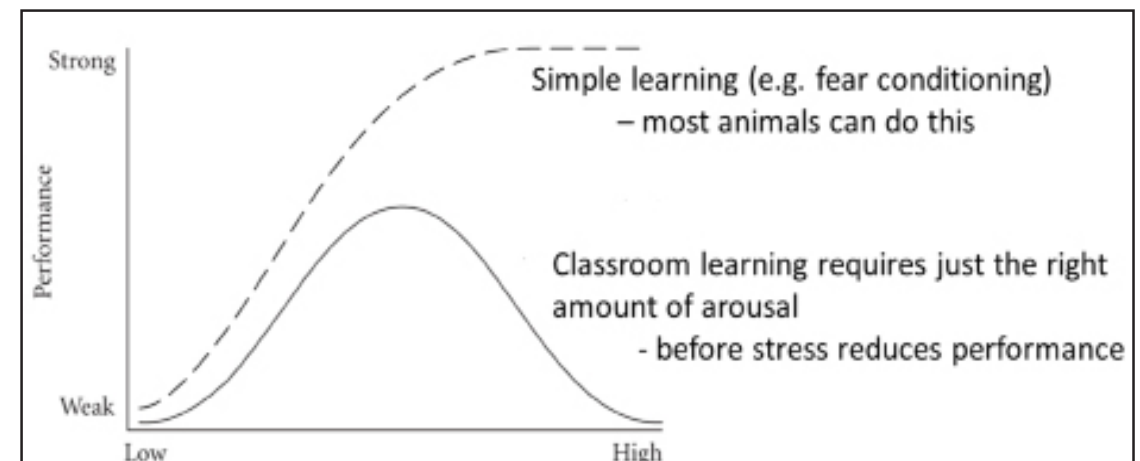 Strong
Simple learning (e.g. fear conditioning)
– most animals can do this
Performance
Classroom learning requires just the right
amount of arousal
- before stress reduces performance
Weak
Low
High